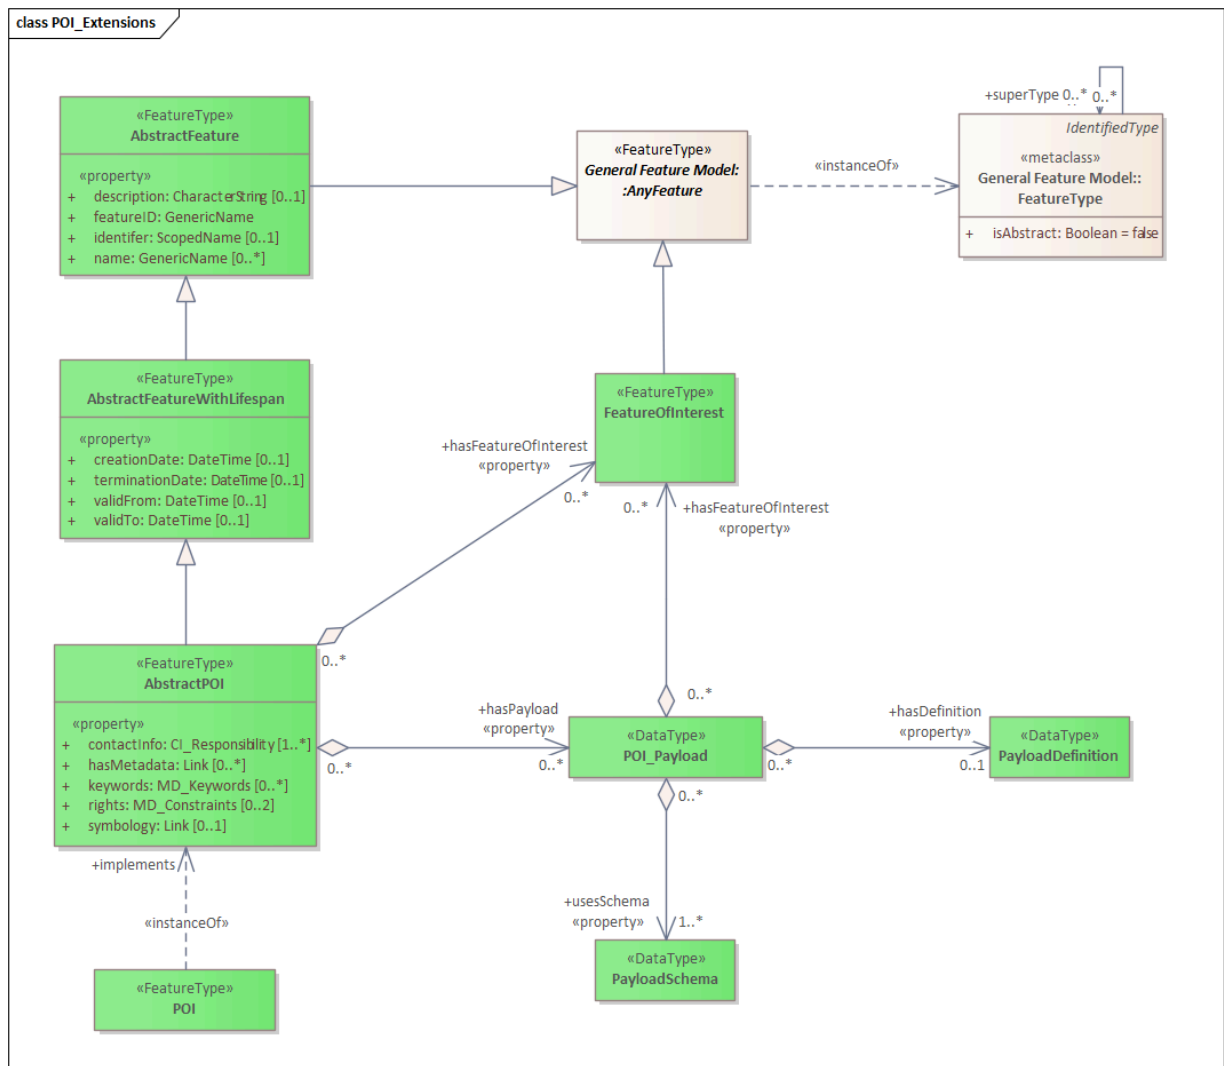 class POI_Extensions
«FeatureType»
AbstractFeature
«property»
+ description: CharacterString [0..1]
+ featureID: GenericName
+ identifer: ScopedName [0..1]
+ name: GenericName [0..*]
«FeatureType»
General Feature Model:
:AnyFeature
«instanceOf»
+superType 0..* 0..*
IdentifiedType
«metaclass»
General Feature Model::
FeatureType
+ isAbstract: Boolean = false
«FeatureType»
AbstractFeatureWithLifespan
«property»
+ creationDate: DateTime [0..1]
+ terminationDate: DateTime [0..1]
+ validFrom: DateTime [0..1]
+ validTo: DateTime [0..1]
«FeatureType»
FeatureOfInterest
+hasFeatureOfInterest
«property»
0..*
0..*
+hasFeatureOfInterest
«property»
«FeatureType»
AbstractPOI
«property»
+ contactInfo: CI_Responsibility [1..*]
+ hasMetadata: Link [0..*]
+ keywords: MD_Keywords [0..*]
+ rights: MD_Constraints [0..2]
+ symbology: Link [0..1]
0..*
0..*
+hasPayload
«property»
0..*
0..*
«DataType»
POI_Payload
+hasDefinition
«property»
0..*
0..1
«DataType»
PayloadDefinition
0..*
+implements
«instanceOf»
+usesSchema
«property»
1..*
«DataType»
PayloadSchema
«FeatureType»
POI